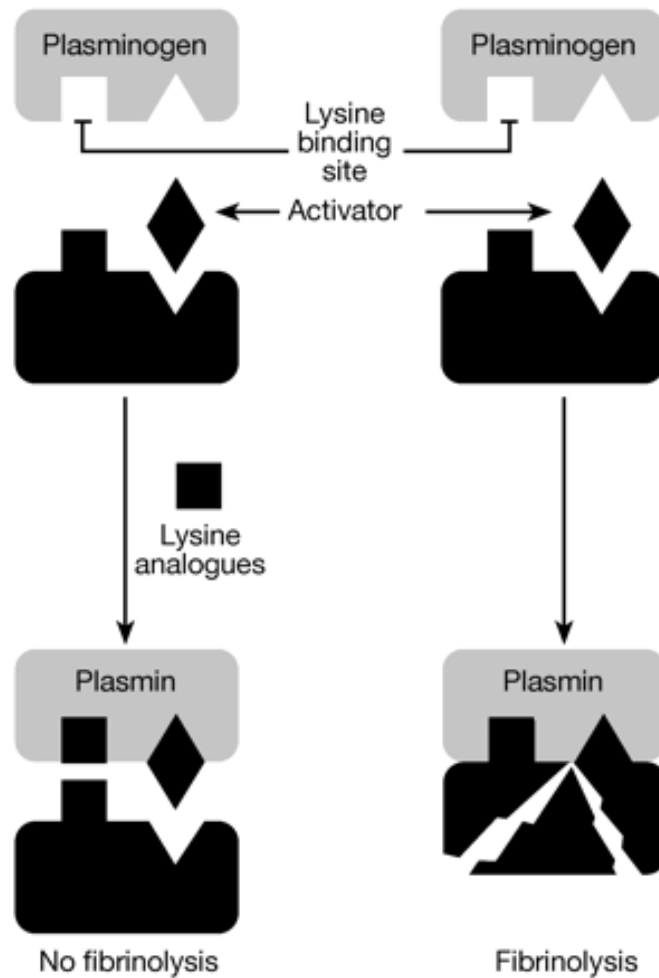 Plasminogen
Plasminogen
Lysine
binding
site
Activator
Lysine
analogues
Plasmin
Plasmin
No fibrinolysis
Fibrinolysis